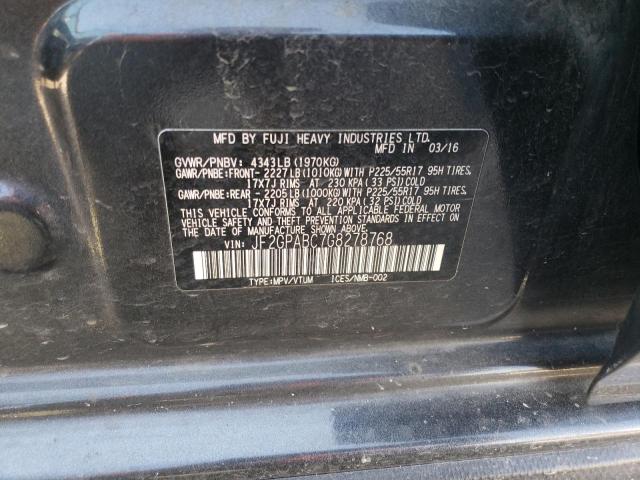 MFD BY FUJI HEAVY INDUSTRIES LTD.
MFD IN 03/16
GVWR/PNBV: 4343LB (1970KG)
GAWR/PNBE:FRONT- 2227LB (1010KG) WITH P225/55R17 95H TIRES,
17X7J RIMS AT 230 KPA (33 PSI) COLD
GAWR/PNBE:REAR - 2205LB (1000KG) WITH P225/55R17 95H TIRES,
17X7J RIMS AT 220 KPA (32 PSI) COLD
THIS VEHICLE CONFORMS TO ALL APPLICABLE FEDERAL MOTOR
VEHICLE SAFETY AND THEFT PREVENTION STANDARDS IN EFFECT ON
THE DATE OF MANUFACTURE SHOWN ABOVE.
VIN: JF2GPABC7G8278768
TYPE:MPV/VTUM ICES/NMB-002